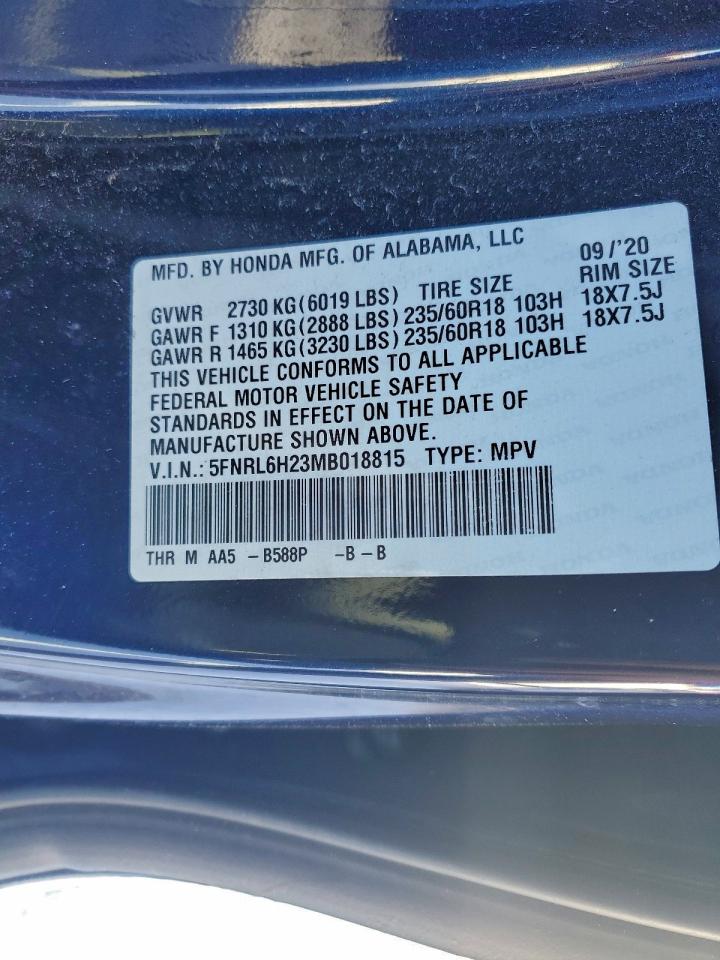 MFD. BY HONDA MFG. OF ALABAMA, LLC 09/'20
GVWR 2730 KG(6019 LBS) TIRE SIZE RIM SIZE
GAWR F 1310 KG(2888 LBS) 235/60R18 103H 18X7.5J
GAWR R 1465 KG(3230 LBS) 235/60R18 103H 18X7.5J
THIS VEHICLE CONFORMS TO ALL APPLICABLE
FEDERAL MOTOR VEHICLE SAFETY
STANDARDS IN EFFECT ON THE DATE OF
MANUFACTURE SHOWN ABOVE.
V.I.N.: 5FNRL6H23MB018815 TYPE: MPV
THR M AA5 -B588P -B-B